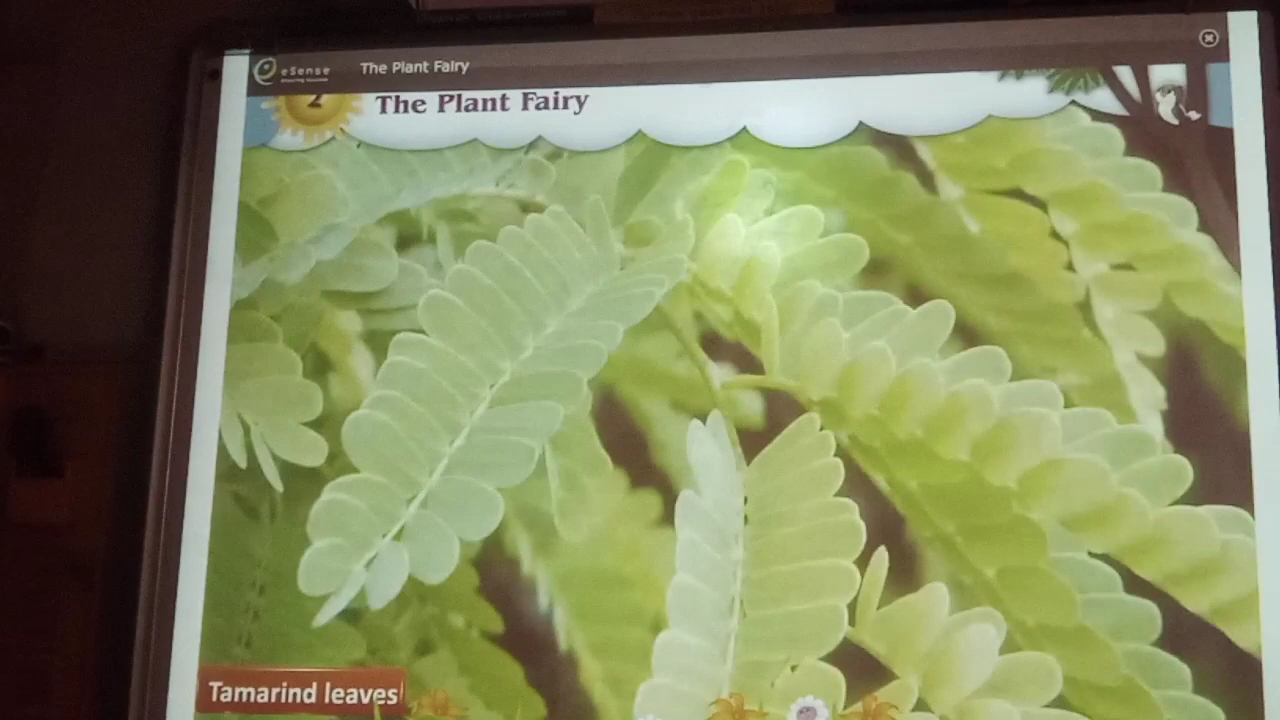 eSense
The Plant Fairy
2
The Plant Fairy
Tamarind leaves